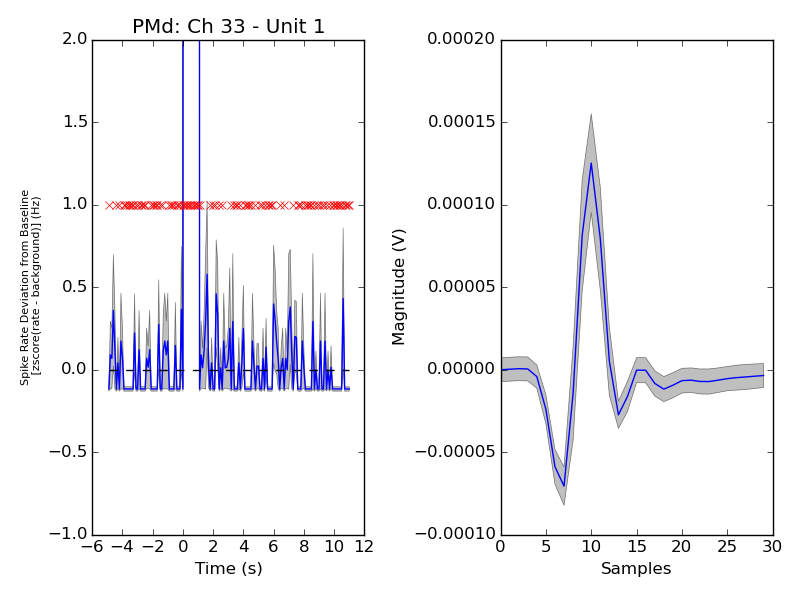 PMd: Ch 33 - Unit 1
Spike Rate Deviation from Baseline
[zscore(rate - background)] (Hz)
2.0
1.5
1.0
0.5
0.0
−0.5
−1.0
−6 −4 −2 0 2 4 6 8 10 12
Time (s)
Magnitude (V)
0.00020
0.00015
0.00010
0.00005
0.00000
−0.00005
−0.00010
0 5 10 15 20 25 30
Samples